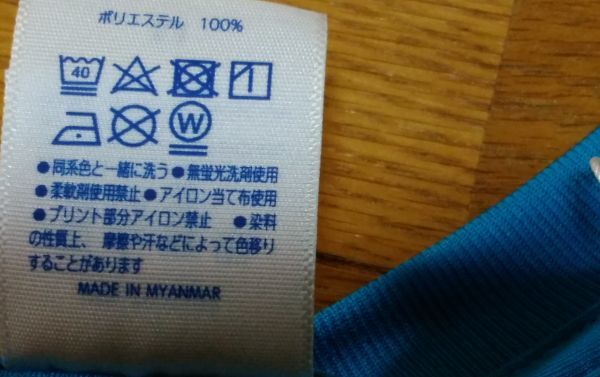 ポリエステル 100%
40
W
●同系色と一緒に洗う ●無蛍光洗剤使用
●柔軟剤使用禁止 ●アイロン当て布使用
●プリント部分アイロン禁止 ●染料
の性質上、摩擦や汗などによって色移り
することがあります
MADE IN MYANMAR